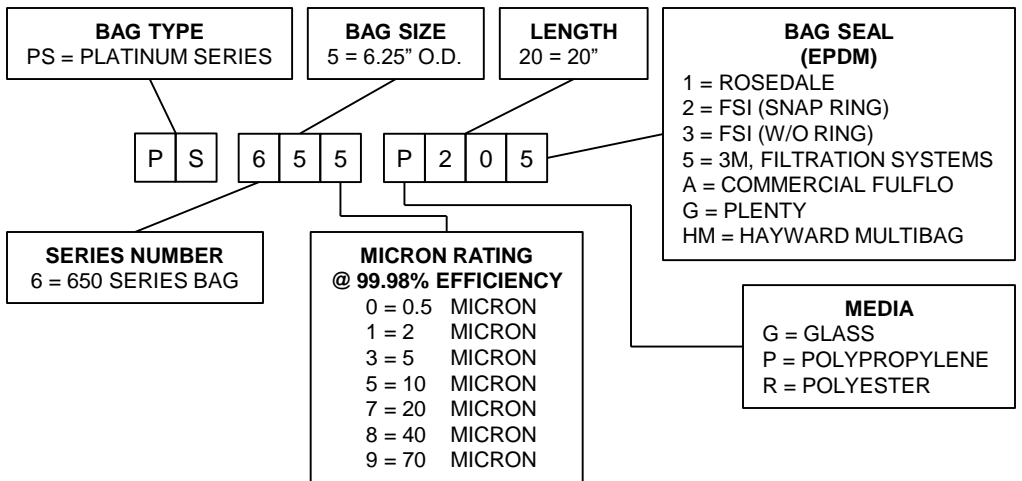 BAG TYPE
PS = PLATINUM SERIES
BAG SIZE
5 = 6.25” O.D.
LENGTH
20 = 20”
BAG SEAL
(EPDM)
1 = ROSEDALE
2 = FSI (SNAP RING)
3 = FSI (W/O RING)
5 = 3M, FILTRATION SYSTEMS
A = COMMERCIAL FULFLO
G = PLENTY
HM = HAYWARD MULTIBAG
P S 6 5 5 P 2 0 5
SERIES NUMBER
6 = 650 SERIES BAG
MICRON RATING
@ 99.98% EFFICIENCY
0 = 0.5 MICRON
1 = 2 MICRON
3 = 5 MICRON
5 = 10 MICRON
7 = 20 MICRON
8 = 40 MICRON
9 = 70 MICRON
MEDIA
G = GLASS
P = POLYPROPYLENE
R = POLYESTER